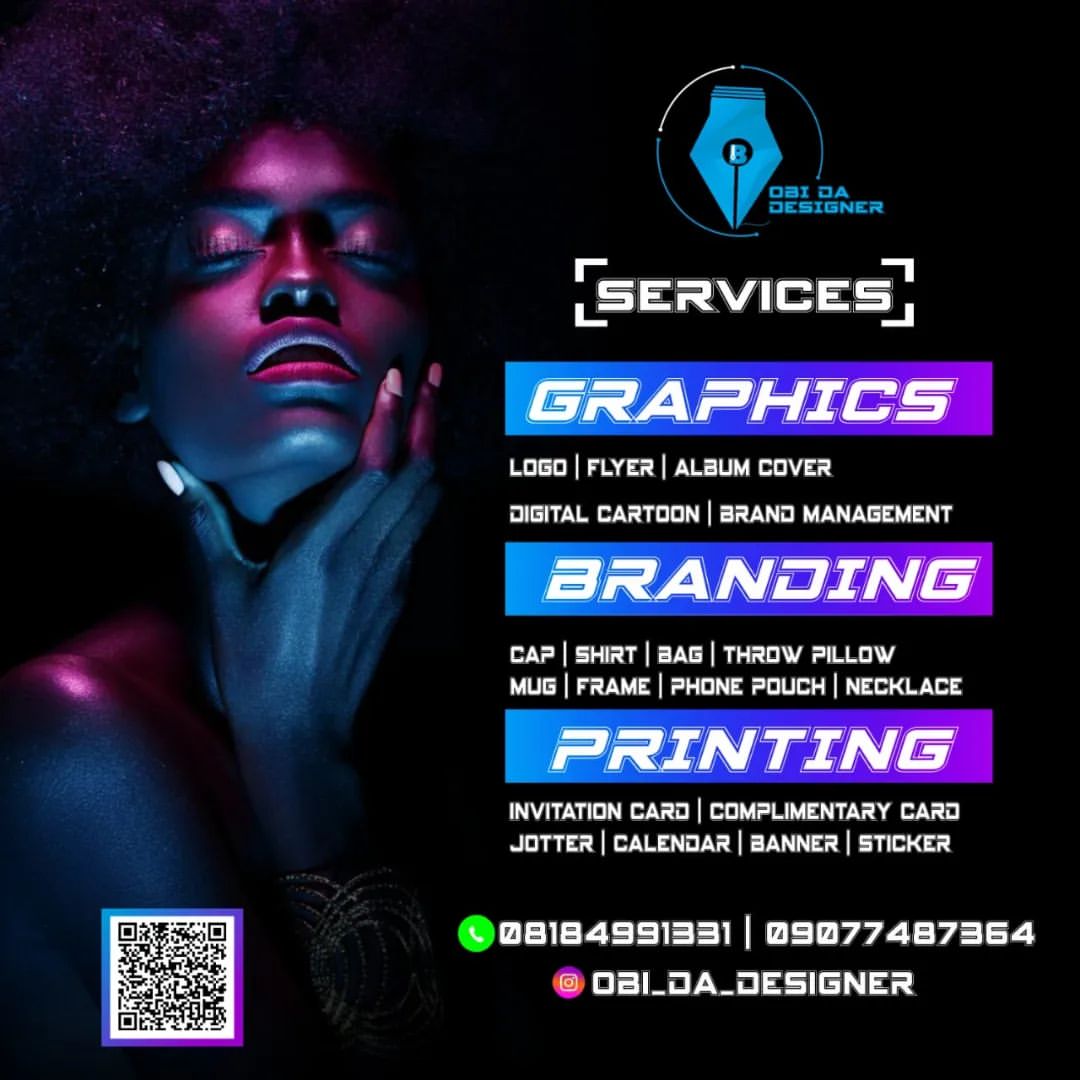 B
OBI DA
DESIGNER
SERVICES
GRAPHICS
LOGO | FLYER | ALBUM COVER
DIGITAL CARTOON | BRAND MANAGEMENT
BRANDING
CAP | SHIRT | BAG | THROW PILLOW
MUG | FRAME | PHONE POUCH | NECKLACE
PRINTING
INVITATION CARD | COMPLIMENTARY CARD
JOTTER | CALENDAR | BANNER | STICKER
08184991331 | 09077487364
OBI_DA_DESIGNER